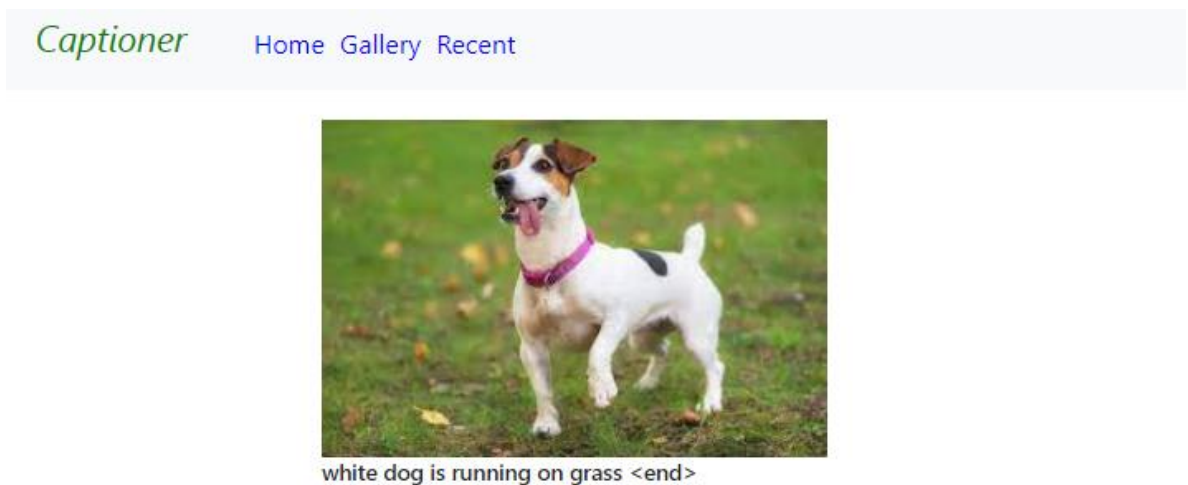 Captioner Home Gallery Recent
white dog is running on grass <end>